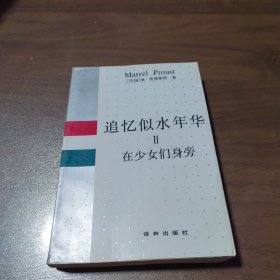 Marcel Proust
[法国]马·普鲁斯特 著
追忆似水年华
II
在少女们身旁
译林出版社